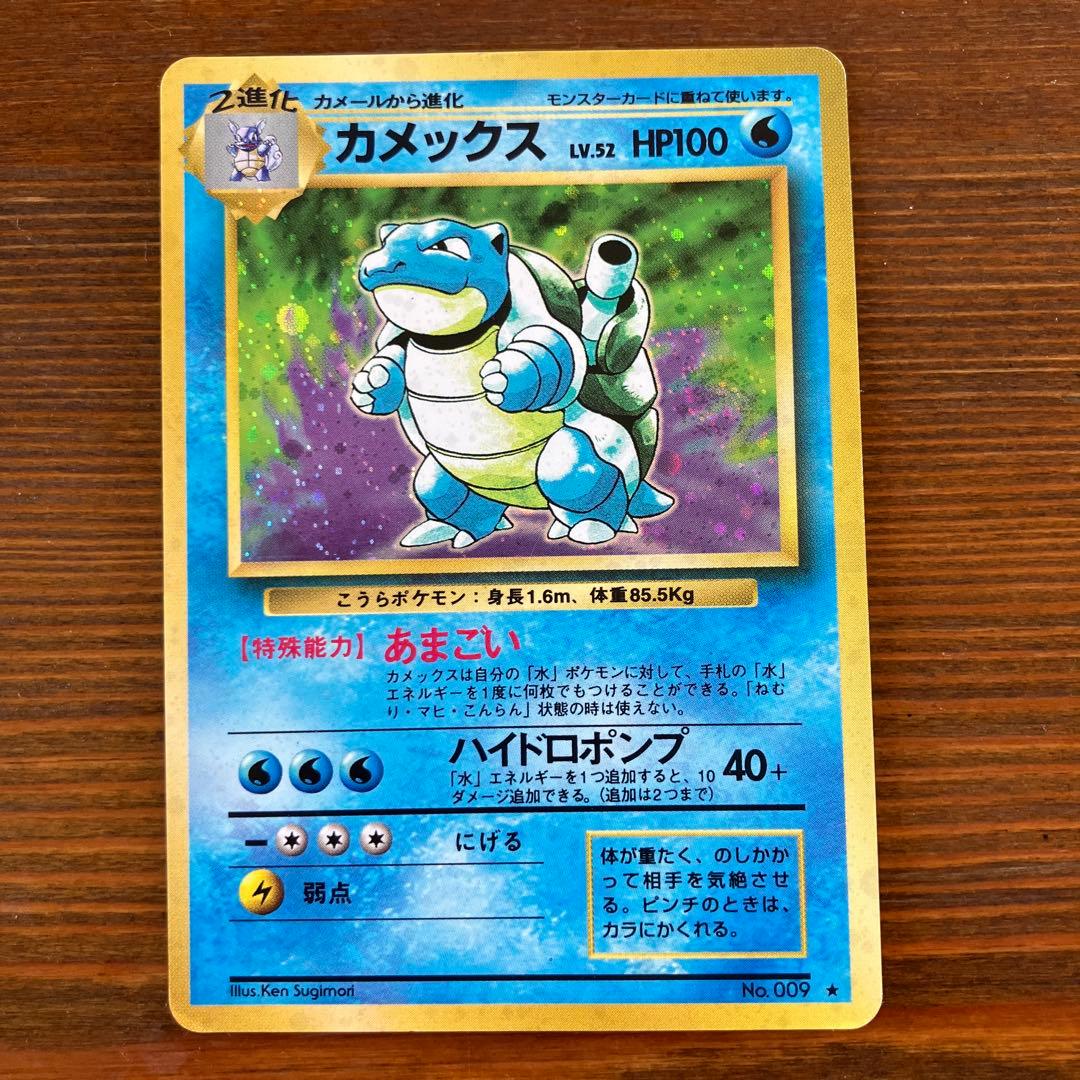 2進化 カメールから進化 モンスターカードに重ねて使います。
カメックス LV.52 HP100
こうらポケモン：身長1.6m、体重85.5Kg
【特殊能力】 あまごい
カメックスは自分の「水」ポケモンに対して、手札の「水」
エネルギーを1度に何枚でもつけることができる。「ねむ
り・マヒ・こんらん」状態の時は使えない。
ハイドロポンプ
「水」エネルギーを1つ追加すると、10
ダメージ追加できる。（追加は2つまで）
40+
にげる
弱点
体が重たく、のしかか
って相手を気絶させ
る。ピンチのときは、
カラにかくれる。
Illus.Ken Sugimori
No. 009 ★